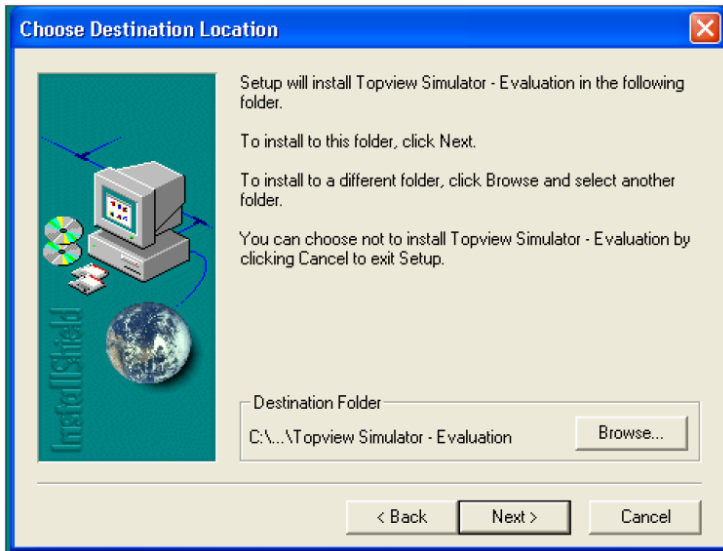 Choose Destination Location
Setup will install Topview Simulator - Evaluation in the following
folder.
To install to this folder, click Next.
To install to a different folder, click Browse and select another
folder.
You can choose not to install Topview Simulator - Evaluation by
clicking Cancel to exit Setup.
InstallShield
Destination Folder
C:\...\Topview Simulator - Evaluation
Browse...
< Back
Next >
Cancel